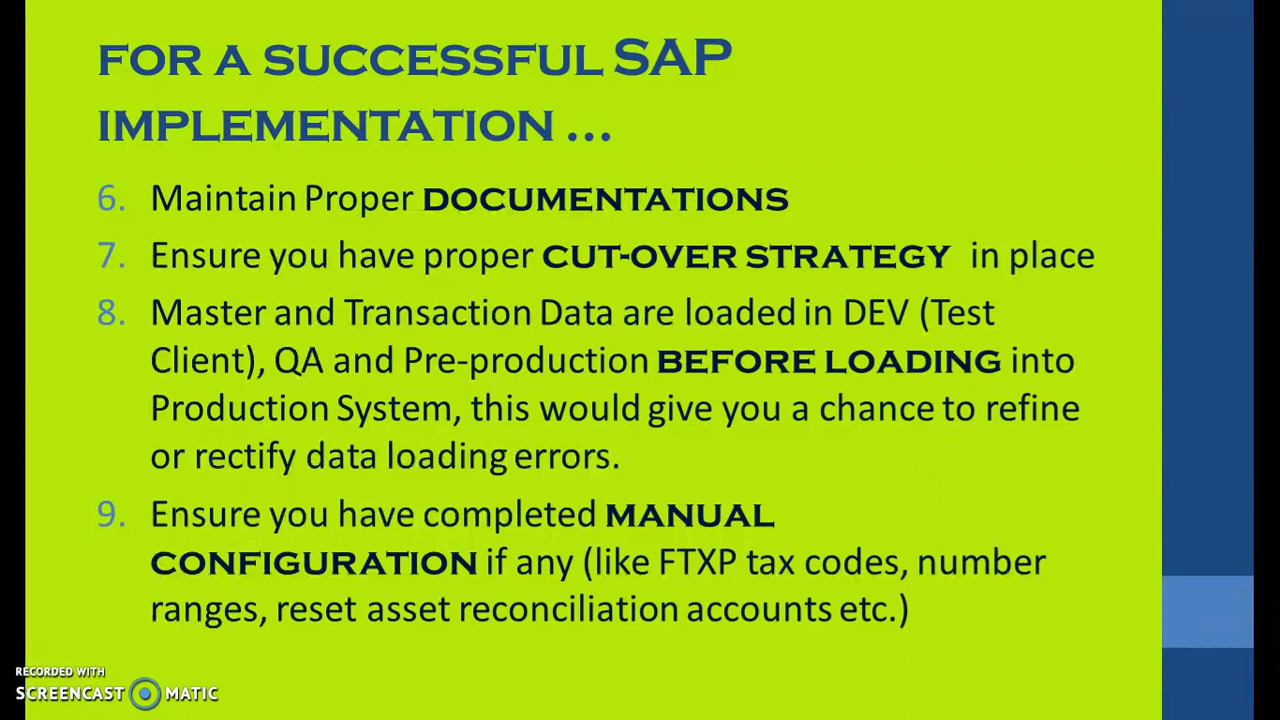 FOR A SUCCESSFUL SAP
IMPLEMENTATION ...
6. Maintain Proper DOCUMENTATIONS
7. Ensure you have proper CUT-OVER STRATEGY in place
8. Master and Transaction Data are loaded in DEV (Test
Client), QA and Pre-production BEFORE LOADING into
Production System, this would give you a chance to refine
or rectify data loading errors.
9. Ensure you have completed MANUAL
CONFIGURATION if any (like FTXP tax codes, number
ranges, reset asset reconciliation accounts etc.)
RECORDED WITH
SCREENCAST MATIC